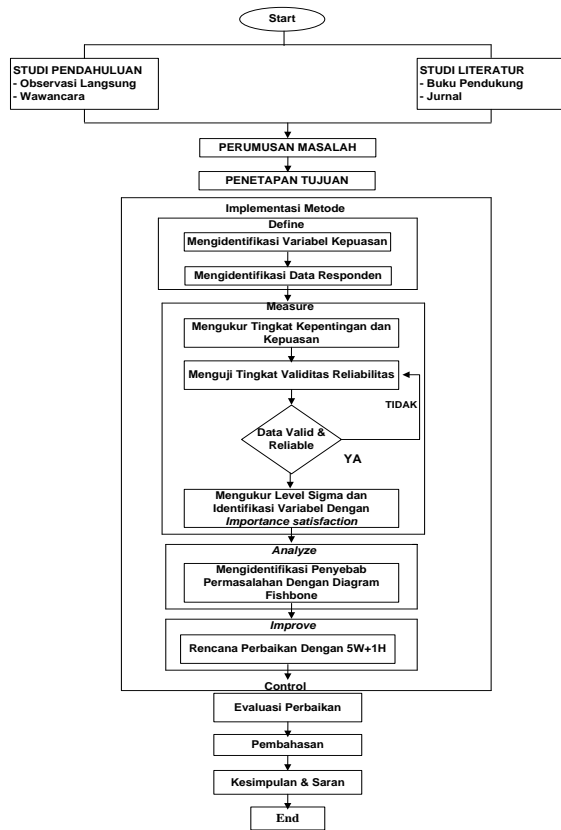 Start
STUDI PENDAHULUAN
- Observasi Langsung
- Wawancara
STUDI LITERATUR
- Buku Pendukung
- Jurnal
PERUMUSAN MASALAH
PENETAPAN TUJUAN
Implementasi Metode
Define
Mengidentifikasi Variabel Kepuasan
Mengidentifikasi Data Responden
Measure
Mengukur Tingkat Kepentingan dan
Kepuasan
Menguji Tingkat Validitas Reliabilitas
TIDAK
Data Valid &
Reliable
YA
Mengukur Level Sigma dan
Identifikasi Variabel Dengan
Importance satisfaction
Analyze
Mengidentifikasi Penyebab
Permasalahan Dengan Diagram
Fishbone
Improve
Rencana Perbaikan Dengan 5W+1H
Control
Evaluasi Perbaikan
Pembahasan
Kesimpulan & Saran
End